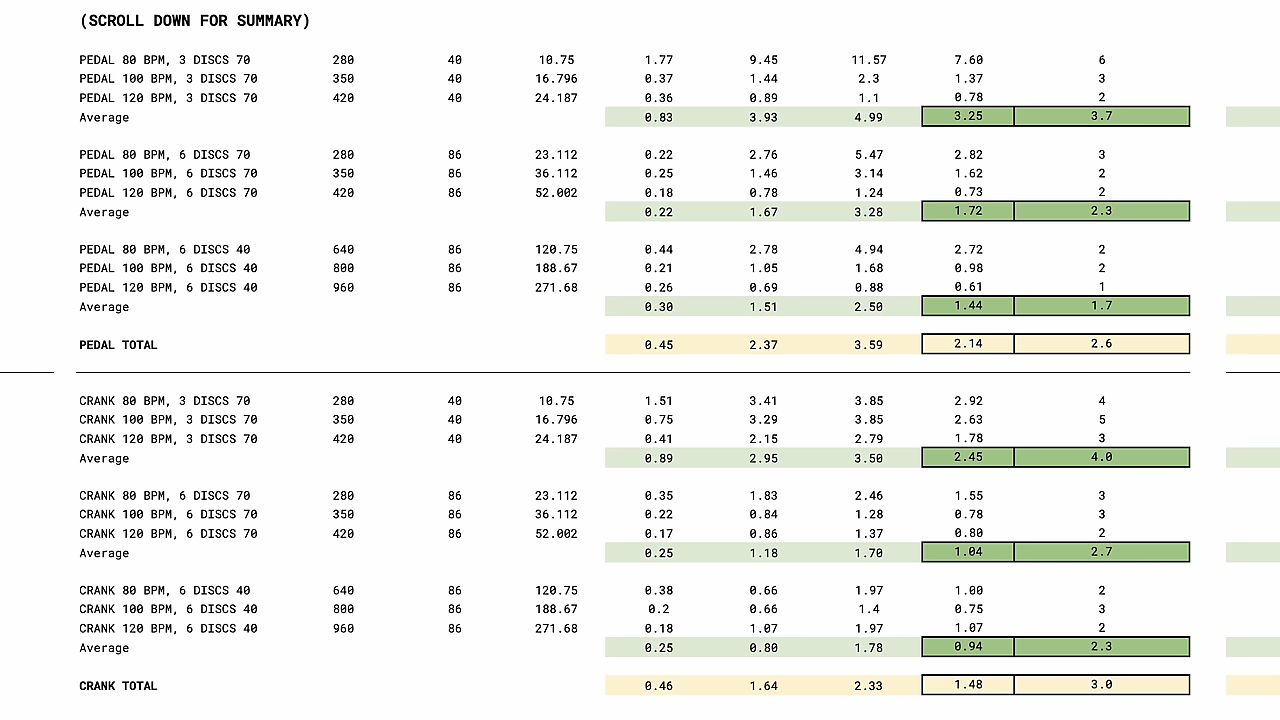 (SCROLL DOWN FOR SUMMARY)
PEDAL 80 BPM, 3 DISCS 70 280 40 10.75 1.77 9.45 11.57 7.60 6
PEDAL 100 BPM, 3 DISCS 70 350 40 16.796 0.37 1.44 2.3 1.37 3
PEDAL 120 BPM, 3 DISCS 70 420 40 24.187 0.36 0.89 1.1 0.78 2
Average 0.83 3.93 4.99 3.25 3.7
PEDAL 80 BPM, 6 DISCS 70 280 86 23.112 0.22 2.76 5.47 2.82 3
PEDAL 100 BPM, 6 DISCS 70 350 86 36.112 0.25 1.46 3.14 1.62 2
PEDAL 120 BPM, 6 DISCS 70 420 86 52.002 0.18 0.78 1.24 0.73 2
Average 0.22 1.67 3.28 1.72 2.3
PEDAL 80 BPM, 6 DISCS 40 640 86 120.75 0.44 2.78 4.94 2.72 2
PEDAL 100 BPM, 6 DISCS 40 800 86 188.67 0.21 1.05 1.68 0.98 2
PEDAL 120 BPM, 6 DISCS 40 960 86 271.68 0.26 0.69 0.88 0.61 1
Average 0.30 1.51 2.50 1.44 1.7
PEDAL TOTAL 0.45 2.37 3.59 2.14 2.6
CRANK 80 BPM, 3 DISCS 70 280 40 10.75 1.51 3.41 3.85 2.92 4
CRANK 100 BPM, 3 DISCS 70 350 40 16.796 0.75 3.29 3.85 2.63 5
CRANK 120 BPM, 3 DISCS 70 420 40 24.187 0.41 2.15 2.79 1.78 3
Average 0.89 2.95 3.50 2.45 4.0
CRANK 80 BPM, 6 DISCS 70 280 86 23.112 0.35 1.83 2.46 1.55 3
CRANK 100 BPM, 6 DISCS 70 350 86 36.112 0.22 0.84 1.28 0.78 3
CRANK 120 BPM, 6 DISCS 70 420 86 52.002 0.17 0.86 1.37 0.80 2
Average 0.25 1.18 1.70 1.04 2.7
CRANK 80 BPM, 6 DISCS 40 640 86 120.75 0.38 0.66 1.97 1.00 2
CRANK 100 BPM, 6 DISCS 40 800 86 188.67 0.2 0.66 1.4 0.75 3
CRANK 120 BPM, 6 DISCS 40 960 86 271.68 0.18 1.07 1.97 1.07 2
Average 0.25 0.80 1.78 0.94 2.3
CRANK TOTAL 0.46 1.64 2.33 1.48 3.0